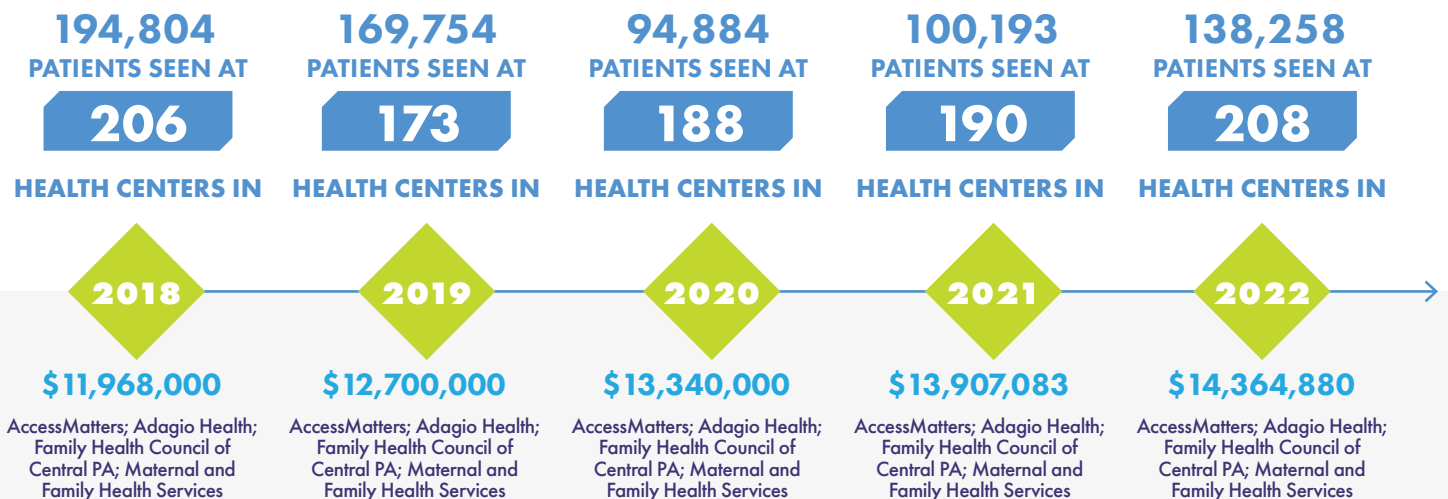 194,804
PATIENTS SEEN AT
206
HEALTH CENTERS IN
2018
$11,968,000
AccessMatters; Adagio Health;
Family Health Council of
Central PA; Maternal and
Family Health Services
169,754
PATIENTS SEEN AT
173
HEALTH CENTERS IN
2019
$12,700,000
AccessMatters; Adagio Health;
Family Health Council of
Central PA; Maternal and
Family Health Services
94,884
PATIENTS SEEN AT
188
HEALTH CENTERS IN
2020
$13,340,000
AccessMatters; Adagio Health;
Family Health Council of
Central PA; Maternal and
Family Health Services
100,193
PATIENTS SEEN AT
190
HEALTH CENTERS IN
2021
$13,907,083
AccessMatters; Adagio Health;
Family Health Council of
Central PA; Maternal and
Family Health Services
138,258
PATIENTS SEEN AT
208
HEALTH CENTERS IN
2022
$14,364,880
AccessMatters; Adagio Health;
Family Health Council of
Central PA; Maternal and
Family Health Services